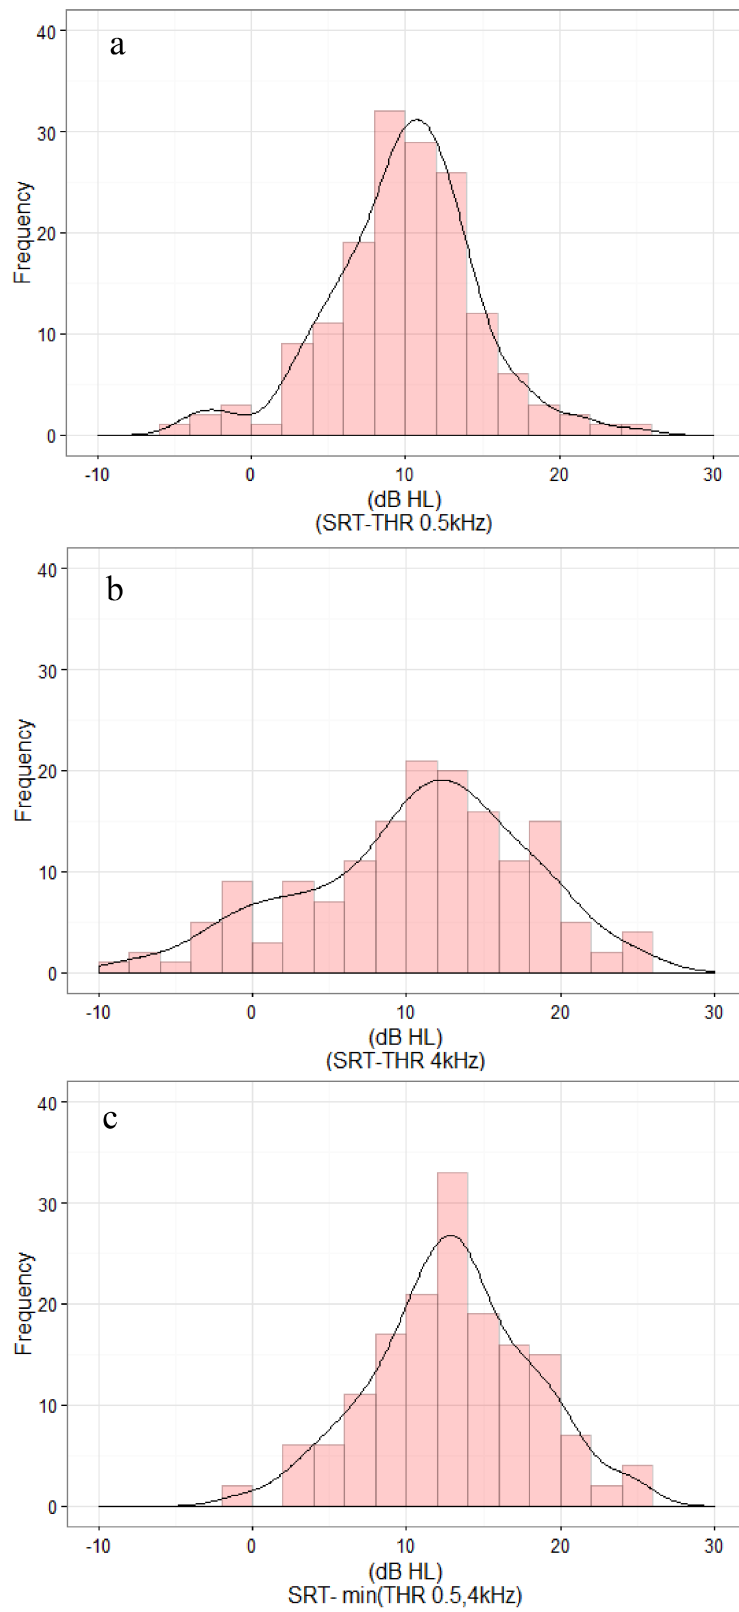 a
40
30
20
10
0
Frequency
-10 0 10 20 30
(dB HL)
(SRT-THR 0.5kHz)
b
40
30
20
10
0
Frequency
-10 0 10 20 30
(dB HL)
(SRT-THR 4kHz)
c
40
30
20
10
0
Frequency
-10 0 10 20 30
(dB HL)
SRT- min(THR 0.5,4kHz)